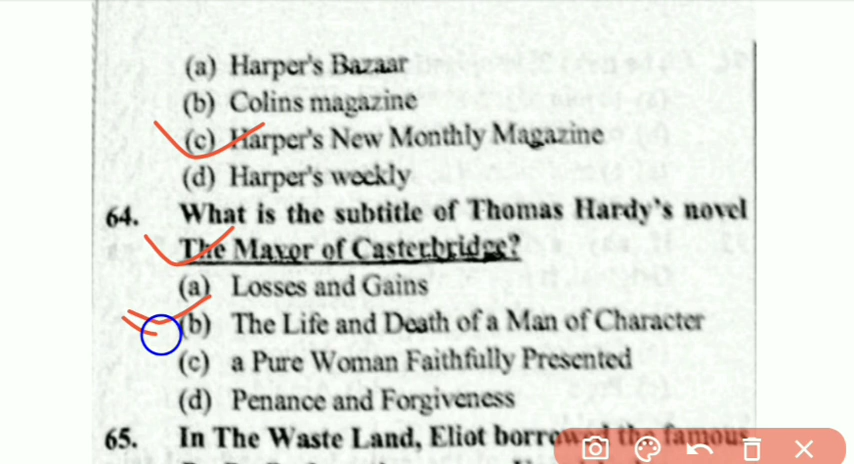 (a) Harper's Bazaar
(b) Colins magazine
(c) Harper's New Monthly Magazine
(d) Harper's weekly
64. What is the subtitle of Thomas Hardy's novel
The Mayor of Casterbridge?
(a) Losses and Gains
(b) The Life and Death of a Man of Character
(c) a Pure Woman Faithfully Presented
(d) Penance and Forgiveness
65. In The Waste Land, Eliot borrowed the famous